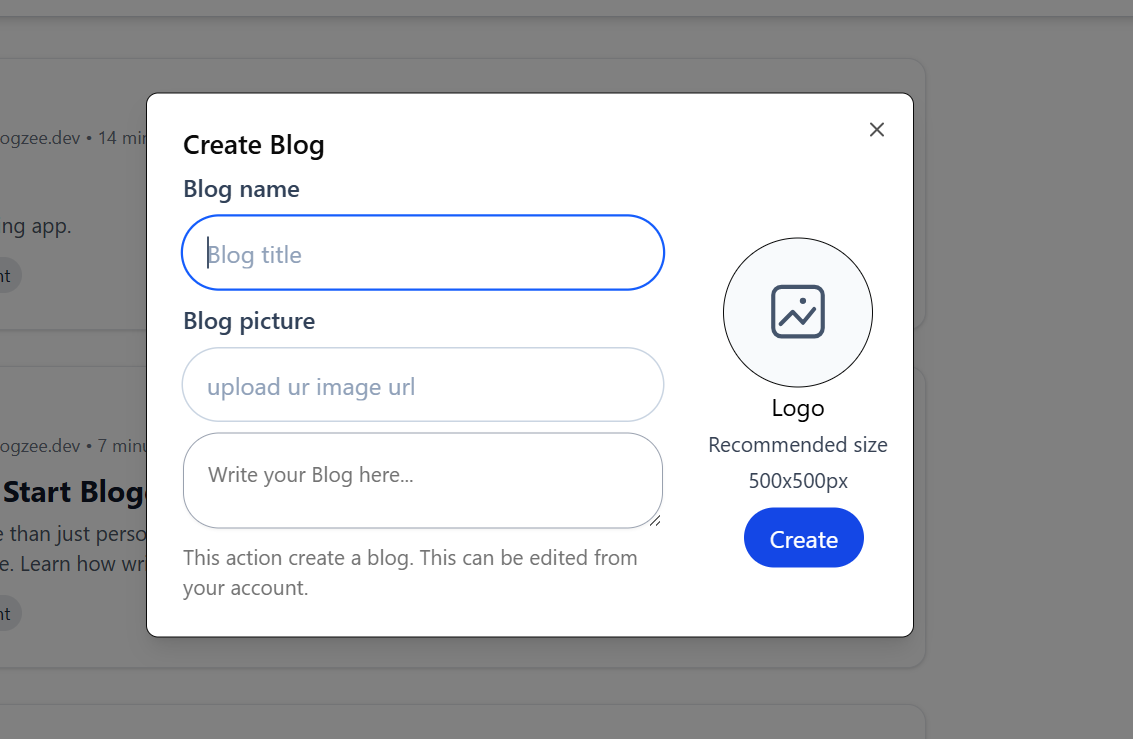 ogzee.dev • 14 mi
ng app.
nt
ogzee.dev • 7 minu
Start Blog
e than just perso
e. Learn how wr
nt
Create Blog
Blog name
Blog title
Blog picture
upload ur image url
Write your Blog here...
This action create a blog. This can be edited from
your account.
Logo
Recommended size
500x500px
Create